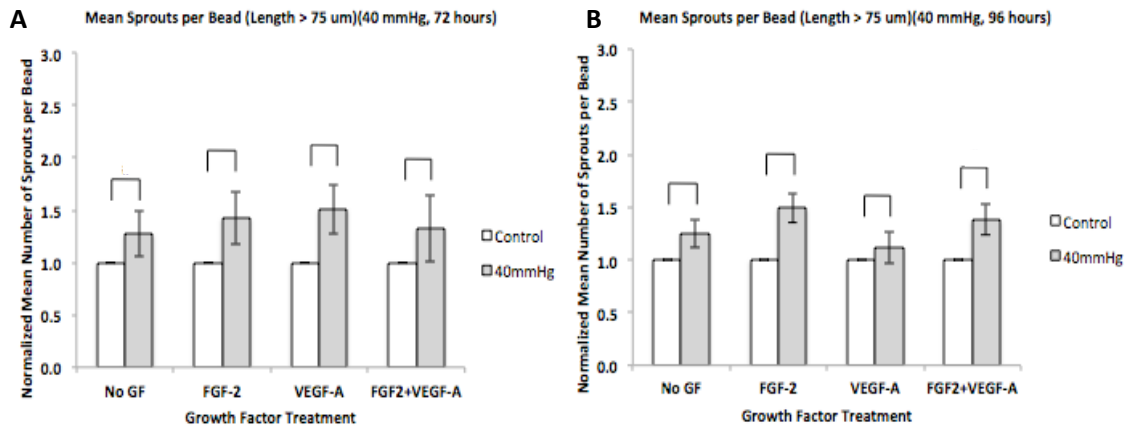 A
Mean Sprouts per Bead (Length > 75 um)(40 mmHg, 72 hours)
Normalized Mean Number of Sprouts per Bead
3.0
2.5
2.0
1.5
1.0
0.5
0.0
No GF
FGF-2
VEGF-A
FGF2+VEGF-A
Growth Factor Treatment
Control
40mmHg
B
Mean Sprouts per Bead (Length > 75 um)(40 mmHg, 96 hours)
Normalized Mean Number of Sprouts per Bead
3.0
2.5
2.0
1.5
1.0
0.5
0.0
No GF
FGF-2
VEGF-A
FGF2+VEGF-A
Growth Factor Treatment
Control
40mmHg